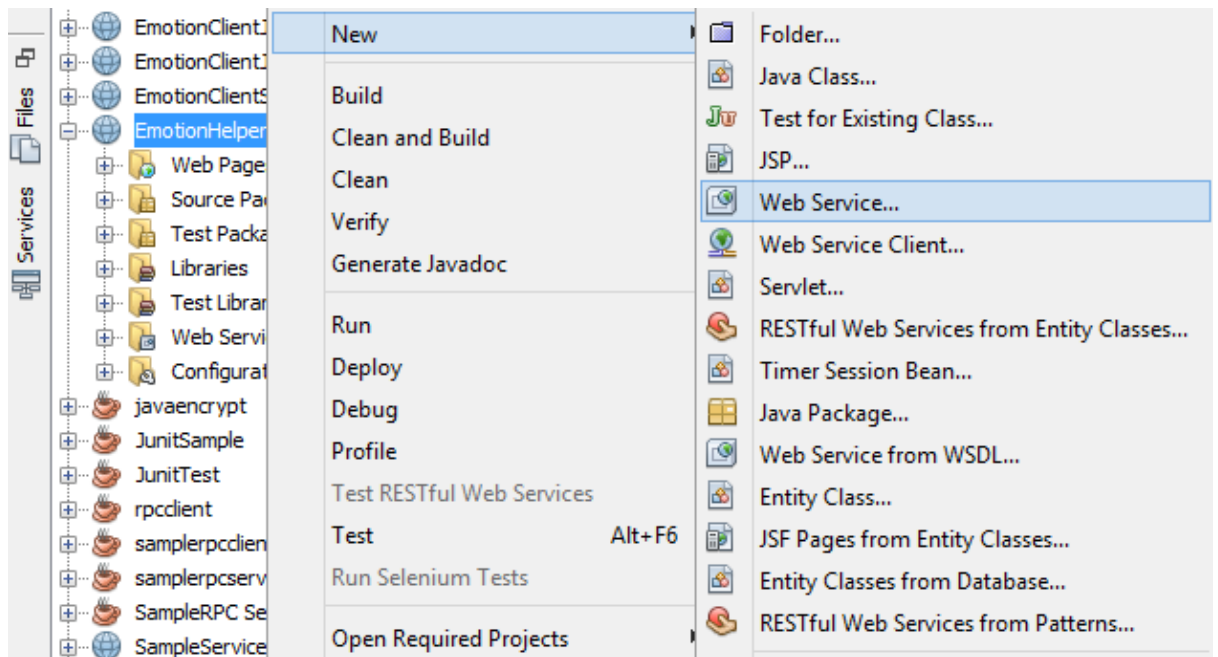 Files
Services
EmotionClientJ
EmotionClientJ
EmotionClientS
EmotionHelper
Web Page
Source Pa
Test Packa
Libraries
Test Librar
Web Servi
Configurat
javaencrypt
JunitSample
JunitTest
rpcclient
samplerpcclien
samplerpcserv
SampleRPC Se
SampleService
New
Build
Clean and Build
Clean
Verify
Generate Javadoc
Run
Deploy
Debug
Profile
Test RESTful Web Services
Test Alt+F6
Run Selenium Tests
Open Required Projects
Folder...
Java Class...
Test for Existing Class...
JSP...
Web Service...
Web Service Client...
Servlet...
RESTful Web Services from Entity Classes...
Timer Session Bean...
Java Package...
Web Service from WSDL...
Entity Class...
JSF Pages from Entity Classes...
Entity Classes from Database...
RESTful Web Services from Patterns...